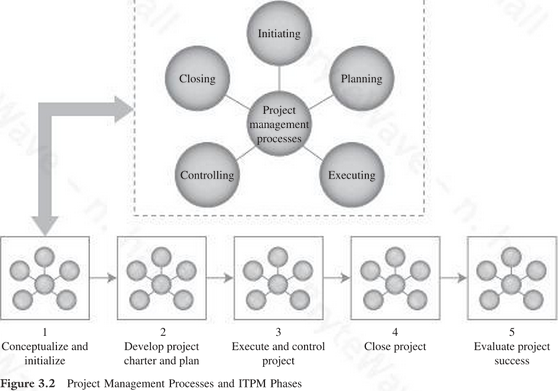 Initiating
Closing
Planning
Project
management
processes
Controlling
Executing
1
Conceptualize and
initialize
2
Develop project
charter and plan
3
Execute and control
project
4
Close project
5
Evaluate project
success
Figure 3.2 Project Management Processes and ITPM Phases